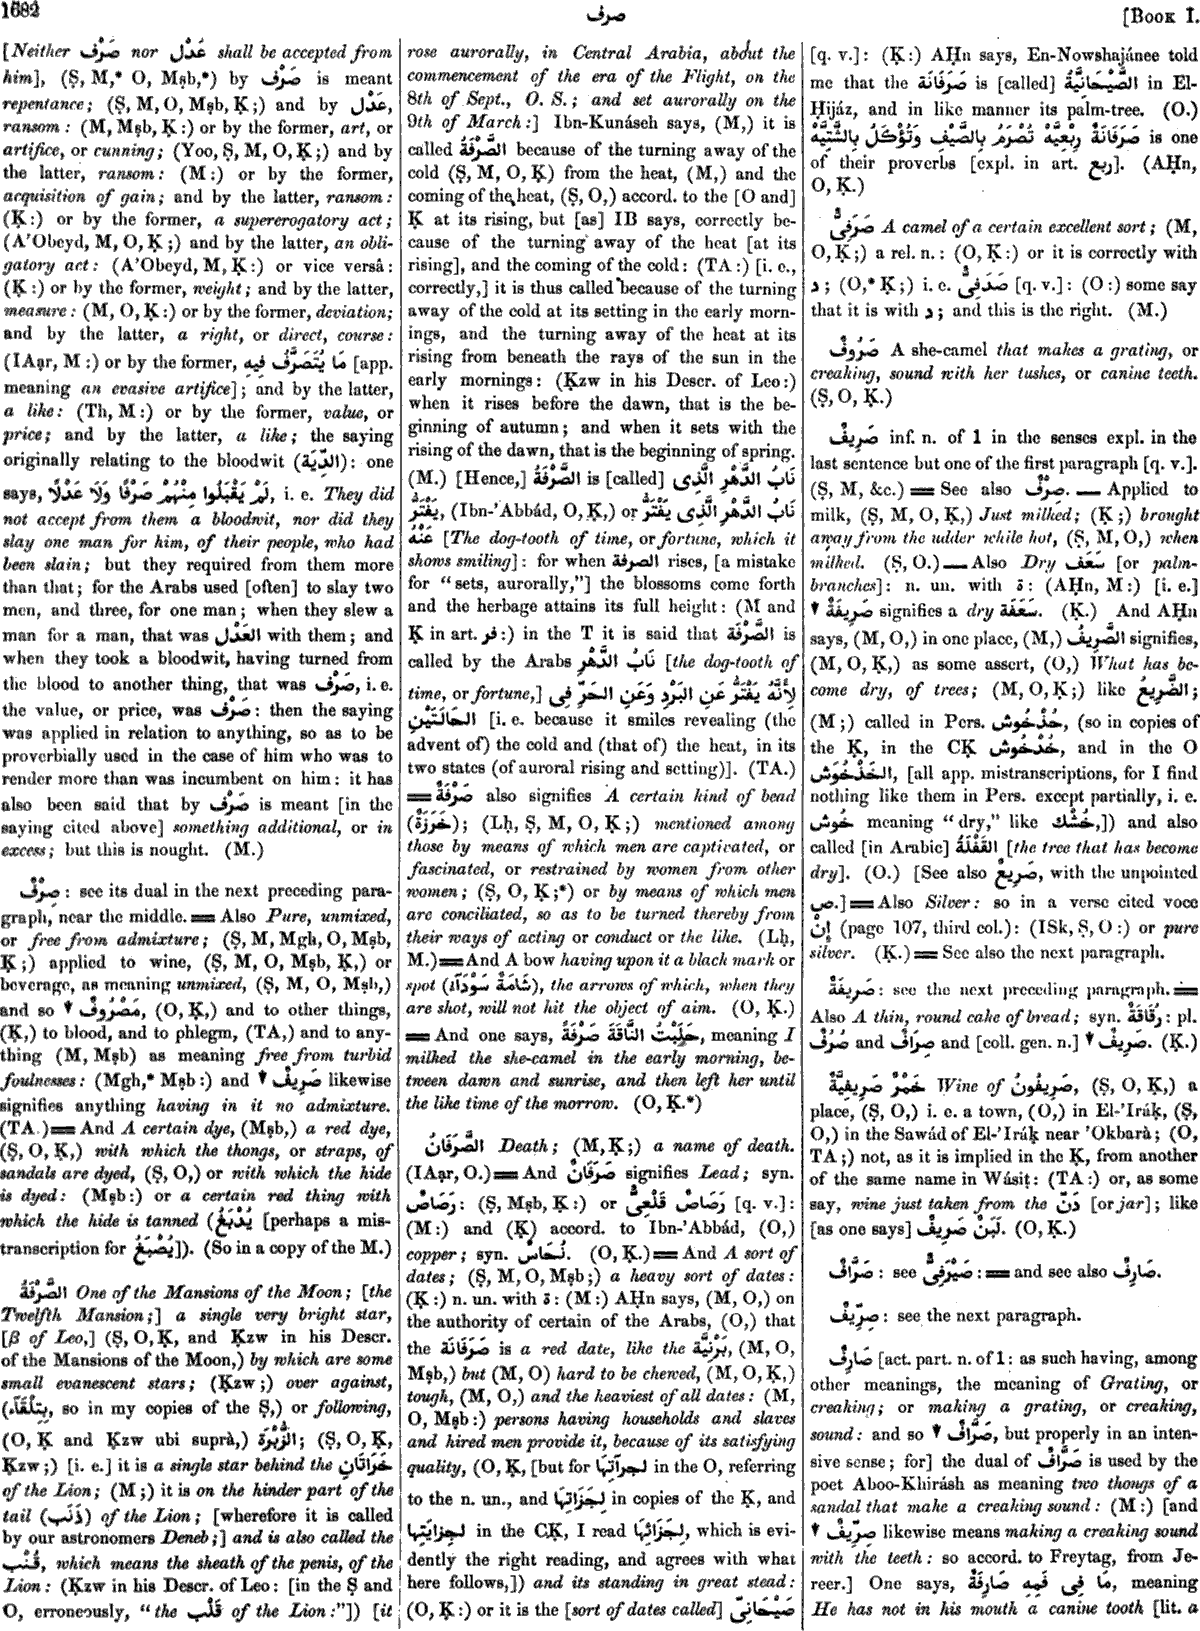 1682
صرف
[BOOK I.
[Neither صَرْف nor عَدْل shall be accepted from
him], (Ṣ, M,* O, Mṣb,*) by صَرْف is meant
repentance; (Ṣ, M, O, Mṣb, Ḳ;) and by عَدْل,
ransom: (M, Mṣb, Ḳ:) or by the former, art, or
artifice, or cunning; (Yoo, Ṣ, M, O, Ḳ;) and by
the latter, ransom: (M:) or by the former,
acquisition of gain; and by the latter, ransom:
(Ḳ:) or by the former, a supererogatory act;
(A'Obeyd, M, O, Ḳ;) and by the latter, an obli-
gatory act: (A'Obeyd, M, Ḳ:) or vice versâ:
(Ḳ:) or by the former, weight; and by the latter,
measure: (M, O, Ḳ:) or by the former, deviation;
and by the latter, a right, or direct, course:
(IAạr, M:) or by the former, مَا يُتَصَرَّفُ فِيهِ [app.
meaning an evasive artifice]; and by the latter,
a like: (Th, M:) or by the former, value, or
price; and by the latter, a like; the saying
originally relating to the bloodwit (الدِّيَة): one
says, لَمْ يَقْبَلُوا مِنْهُمْ صَرْفًا وَلَا عَدْلًا, i. e. They did
not accept from them a bloodwit, nor did they
slay one man for him, of their people, who had
been slain; but they required from them more
than that; for the Arabs used [often] to slay two
men, and three, for one man; when they slew a
man for a man, that was العَدْل with them; and
when they took a bloodwit, having turned from
the blood to another thing, that was صَرْف, i. e.
the value, or price, was صَرْف: then the saying
was applied in relation to anything, so as to be
proverbially used in the case of him who was to
render more than was incumbent on him: it has
also been said that by صَرْف is meant [in the
saying cited above] something additional, or in
excess; but this is nought. (M.)
صِرْفٌ: see its dual in the next preceding para-
graph, near the middle. ⹀ Also Pure, unmixed,
or free from admixture; (Ṣ, M, Mgh, O, Mṣb,
Ḳ;) applied to wine, (Ṣ, M, O, Mṣb, Ḳ,) or
beverage, as meaning unmixed, (Ṣ, M, O, Mṣb,)
and so ▾ مَصْرُوفٌ, (O, Ḳ,) and to other things,
(Ḳ,) to blood, and to phlegm, (TA,) and to any-
thing (M, Mṣb) as meaning free from turbid
foulnesses: (Mgh,* Mṣb:) and ▾ صَرِيفٌ likewise
signifies anything having in it no admixture.
(TA.) ⹀ And A certain dye, (Mṣb,) a red dye,
(Ṣ, O, Ḳ,) with which the thongs, or straps, of
sandals are dyed, (Ṣ, O,) or with which the hide
is dyed: (Mṣb:) or a certain red thing with
which the hide is tanned (يُدْبَغُ [perhaps a mis-
transcription for يُصْبَغُ]). (So in a copy of the M.)
الصَّرْفَةُ One of the Mansions of the Moon; [the
Twelfth Mansion;] a single very bright star,
[β of Leo,] (Ṣ, O, Ḳ, and Ḳzw in his Descr.
of the Mansions of the Moon,) by which are some
small evanescent stars; (Ḳzw;) over against,
(بِتِلْقَآءِ, so in my copies of the Ṣ,) or following,
(O, Ḳ and Ḳzw ubi suprà,) الزُّبْرَة; (Ṣ, O, Ḳ,
Ḳzw;) [i. e.] it is a single star behind the خَرَاتَانِ
of the Lion; (M;) it is on the hinder part of the
tail (ذَنَب) of the Lion; [wherefore it is called
by our astronomers Deneb;] and is also called the
قُنْب, which means the sheath of the penis, of the
Lion: (Ḳzw in his Descr. of Leo: [in the Ṣ and
O, erroneously, "the قَلْب of the Lion:"]) [it
rose aurorally, in Central Arabia, about the
commencement of the era of the Flight, on the
8th of Sept., O. S.; and set aurorally on the
9th of March:] Ibn-Kunáseh says, (M,) it is
called الصَّرْفَةُ because of the turning away of the
cold (Ṣ, M, O, Ḳ) from the heat, (M,) and the
coming of the heat, (Ṣ, O,) accord. to the [O and]
Ḳ at its rising, but [as] IB says, correctly be-
cause of the turning away of the heat [at its
rising], and the coming of the cold: (TA:) [i. e.,
correctly,] it is thus called because of the turning
away of the cold at its setting in the early morn-
ings, and the turning away of the heat at its
rising from beneath the rays of the sun in the
early mornings: (Ḳzw in his Descr. of Leo:)
when it rises before the dawn, that is the be-
ginning of autumn; and when it sets with the
rising of the dawn, that is the beginning of spring.
(M.) [Hence,] الصَّرْفَةُ is [called] نَابُ الدَّهْرِ الَّذِى
يَفْتَرُّ, (Ibn-'Abbád, O, Ḳ,) or نَابُ الدَّهْرِ الَّذِى يَفْتَرُّ
عَنْهُ [The dog-tooth of time, or fortune, which it
shows smiling]: for when الصرفة rises, [a mistake
for "sets, aurorally,"] the blossoms come forth
and the herbage attains its full height: (M and
Ḳ in art. فر:) in the T it is said that الصَّرْفَة is
called by the Arabs نَابُ الدَّهْرِ [the dog-tooth of
time, or fortune,] لِأَنَّهُ يَفْتَرُّ عَنِ البَرْدِ وَعَنِ الحَرِّ فِى
الحَالَتَيْنِ [i. e. because it smiles revealing (the
advent of) the cold and (that of) the heat, in its
two states (of auroral rising and setting)]. (TA.)
⹀ صَرْفَةٌ also signifies A certain kind of bead
(خَرَزَة); (Lḥ, Ṣ, M, O, Ḳ;) mentioned among
those by means of which men are captivated, or
fascinated, or restrained by women from other
women; (Ṣ, O, Ḳ;*) or by means of which men
are conciliated, so as to be turned thereby from
their ways of acting or conduct or the like. (Lḥ,
M.) ⹀ And A bow having upon it a black mark or
spot (شَامَةٌ سَوْدَآءُ), the arrows of which, when they
are shot, will not hit the object of aim. (O, Ḳ.)
⹀ And one says, حَلَبْتُ النَّاقَةَ صَرْفَةً, meaning I
milked the she-camel in the early morning, be-
tween dawn and sunrise, and then left her until
the like time of the morrow. (O, Ḳ.*)
الصَّرَفَانُ Death; (M, Ḳ;) a name of death.
(IAạr, O.) ⹀ And صَرَفَانٌ signifies Lead; syn.
رَصَاصٌ: (Ṣ, Mṣb, Ḳ:) or رَصَاصٌ قَلْعِىٌّ [q. v.]:
(M:) and (Ḳ) accord. to Ibn-'Abbád, (O,)
copper; syn. نُحَاسٌ. (O, Ḳ.) ⹀ And A sort of
dates; (Ṣ, M, O, Mṣb;) a heavy sort of dates:
(Ḳ:) n. un. with ة: (M:) AḤn says, (M, O,) on
the authority of certain of the Arabs, (O,) that
the صَرَفَانَة is a red date, like the بَرْنِيَّة, (M, O,
Mṣb,) but (M, O) hard to be chewed, (M, O, Ḳ,)
tough, (M, O,) and the heaviest of all dates: (M,
O, Mṣb:) persons having households and slaves
and hired men provide it, because of its satisfying
quality, (O, Ḳ, [but for لجرآتها in the O, referring
to the n. un., and لِجَزَاتِهَا in copies of the Ḳ, and
لِجِزَايَتِهَا in the CḲ, I read لِجَزَائِهَا, which is evi-
dently the right reading, and agrees with what
here follows,]) and its standing in great stead:
(O, Ḳ:) or it is the [sort of dates called] صَيْحَانِىّ
[q. v.]: (Ḳ:) AḤn says, En-Nowshajánee told
me that the صَرَفَانَة is [called] الصَّيْحَانِيَّةُ in El-
Ḥijáz, and in like manner its palm-tree. (O.)
صَرَفَانَةٌ رِبْعِيَّهْ تُصْرَمُ بِالصَّيْفِ وَتُؤْكَلُ بِالشَّتِيَّهْ is one
of their proverbs [expl. in art. ربع]. (AḤn,
O, Ḳ.)
صَرَفِىٌّ A camel of a certain excellent sort; (M,
O, Ḳ;) a rel. n.: (O, Ḳ:) or it is correctly with
د; (O,* Ḳ;) i. e. صَدَفِىٌّ [q. v.]: (O:) some say
that it is with د; and this is the right. (M.)
صَرُوفٌ A she-camel that makes a grating, or
creaking, sound with her tushes, or canine teeth.
(Ṣ, O, Ḳ.)
صَرِيفٌ inf. n. of 1 in the senses expl. in the
last sentence but one of the first paragraph [q. v.].
(Ṣ, M, &c.) ⹀ See also صِرْفٌ. — Applied to
milk, (Ṣ, M, O, Ḳ,) Just milked; (Ḳ;) brought
away from the udder while hot, (Ṣ, M, O,) when
milked. (Ṣ, O.) — Also Dry سَعَف [or palm-
branches]: n. un. with ة: (AḤn, M:) [i. e.]
▾ صَرِيفَةٌ signifies a dry سَعَفَة. (Ḳ.) And AḤn
says, (M, O,) in one place, (M,) الصَّرِيفُ signifies,
(M, O, Ḳ,) as some assert, (O,) What has be-
come dry, of trees; (M, O, Ḳ;) like الضَّرِيعُ;
(M;) called in Pers. خُذْخُوش, (so in copies of
the Ḳ, in the CḲ خُدْخُوش, and in the O
الخَذْخُوَش, [all app. mistranscriptions, for I find
nothing like them in Pers. except partially, i. e.
خُوش meaning "dry," like خُشْك,]) and also
called [in Arabic] القَفْلَةُ [the tree that has become
dry]. (O.) [See also ضَرِيعٌ, with the unpointed
ص.] ⹀ Also Silver: so in a verse cited voce
إِنْ (page 107, third col.): (ISk, Ṣ, O:) or pure
silver. (Ḳ.) ⹀ See also the next paragraph.
صَرِيفَةٌ: see the next preceding paragraph. ⹀
Also A thin, round cake of bread; syn. رُقَاقَةٌ: pl.
صُرُفٌ and صِرَافٌ and [coll. gen. n.] ▾ صَرِيفٌ. (Ḳ.)
خَمْرٌ صَرِيفِيَّةٌ Wine of صَرِيفُونُ, (Ṣ, O, Ḳ,) a
place, (Ṣ, O,) i. e. a town, (O,) in El-'Iráḳ, (Ṣ,
O,) in the Sawád of El-'Iráḳ near 'Okbarà; (O,
TA;) not, as it is implied in the Ḳ, from another
of the same name in Wásiṭ: (TA:) or, as some
say, wine just taken from the دَنّ [or jar]; like
[as one says] لَبَنٌ صَرِيفٌ. (O, Ḳ.)
صَرَّافٌ: see صَيْرَفِىٌّ: ⹀ and see also صَارِفٌ.
صِرِّيفٌ: see the next paragraph.
صَارِفٌ [act. part. n. of 1: as such having, among
other meanings, the meaning of Grating, or
creaking; or making a grating, or creaking,
sound: and so ▾ صَرَّافٌ, but properly in an inten-
sive sense; for] the dual of صَرَّافٌ is used by the
poet Aboo-Khirásh as meaning two thongs of a
sandal that make a creaking sound: (M:) [and
▾ صِرِّيفٌ likewise means making a creaking sound
with the teeth: so accord. to Freytag, from Je-
reer.] One says, مَا فِى فَمِهِ صَارِفَةٌ, meaning
He has not in his mouth a canine tooth [lit. a